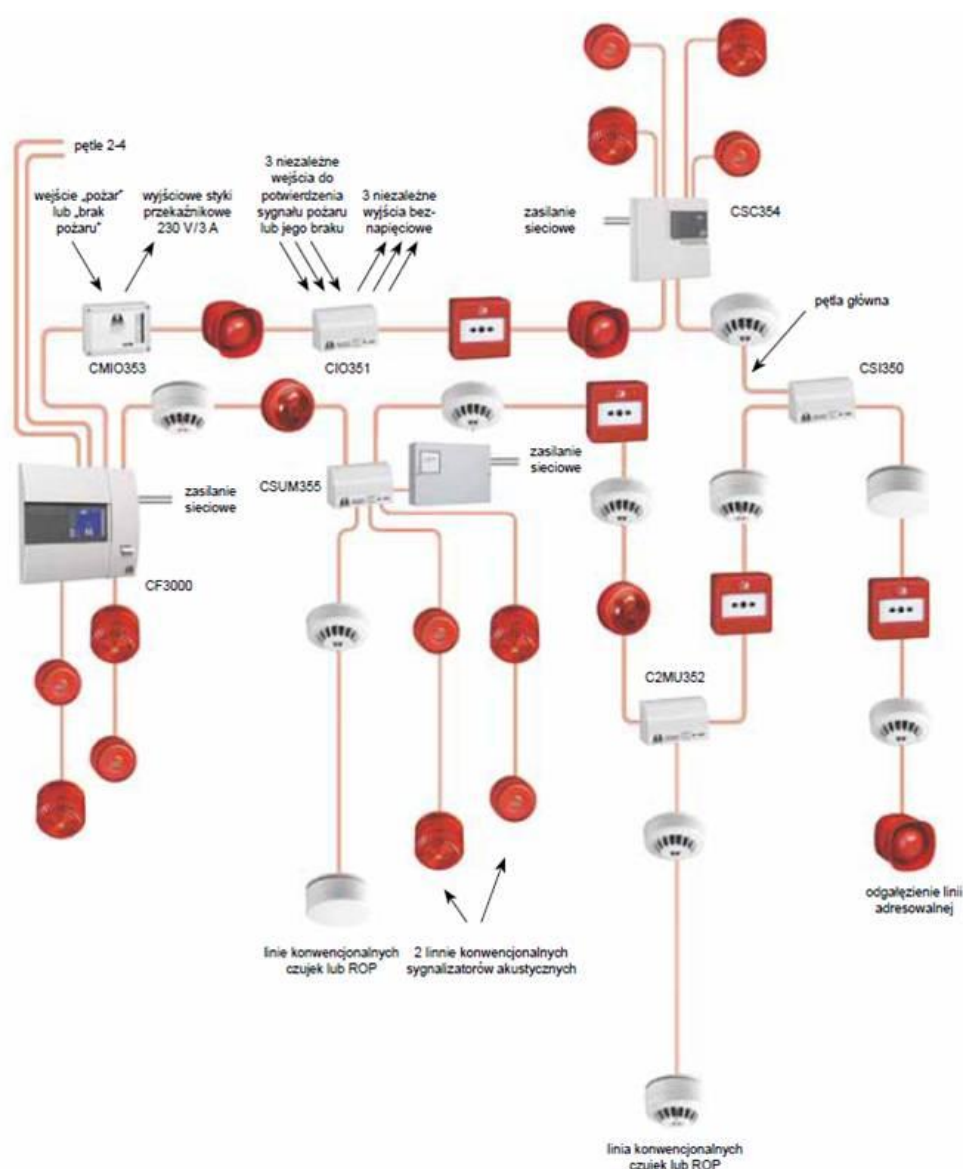 pętle 2-4
wejście „pożar"
lub „brak
pożaru"
wyjściowe styki
przekaźnikowe
230 V/3 A
3 niezależne
wejścia do
potwierdzenia
sygnału pożaru
lub jego braku
3 niezależne
wyjścia bez-
napięciowe
zasilanie
sieciowe
CSC354
pętla główna
CMIO353
CIO351
CSI350
zasilanie
sieciowe
CSUM355
zasilanie
sieciowe
CF3000
C2MU352
odgałęzienie linii
adresowalnej
linie konwencjonalnych
czujek lub ROP
2 linnie konwencjonalnych
sygnalizatorów akustycznych
linia konwencjonalnych
czujek lub ROP